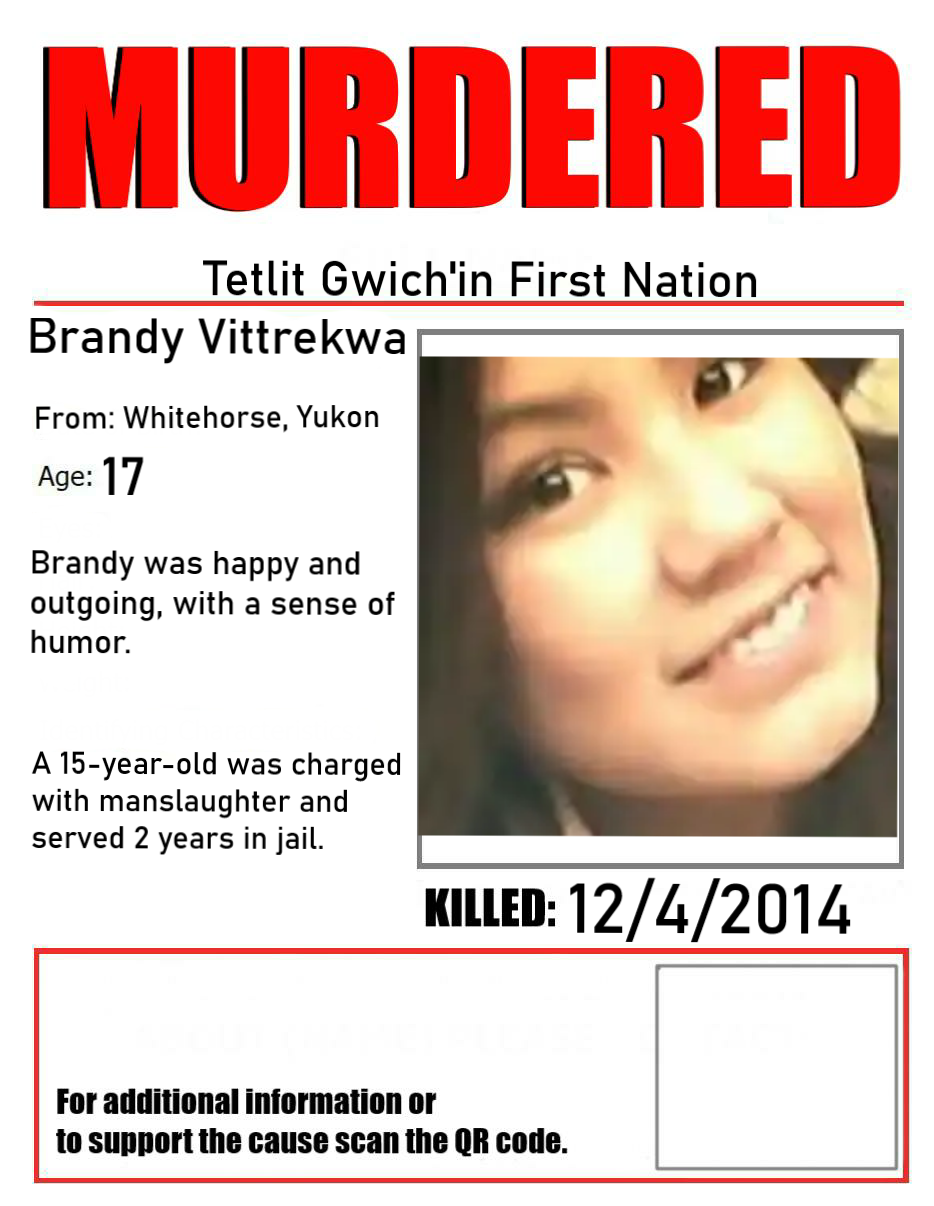 MURDERED
Tetlit Gwich'in First Nation
Brandy Vittrekwa
From: Whitehorse, Yukon
Age: 17
Brandy was happy and
outgoing, with a sense of
humor.
A 15-year-old was charged
with manslaughter and
served 2 years in jail.
KILLED: 12/4/2014
For additional information or
to support the cause scan the QR code.